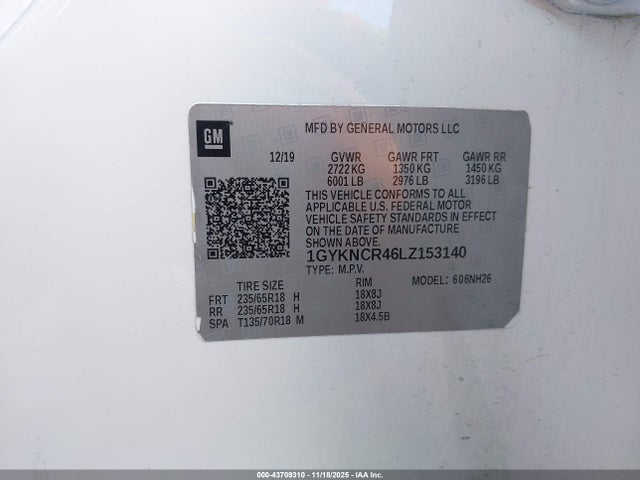 GM
MFD BY GENERAL MOTORS LLC
12/19 GVWR GAWR FRT GAWR RR
2722 KG 1350 KG 1450 KG
6001 LB 2976 LB 3196 LB
THIS VEHICLE CONFORMS TO ALL
APPLICABLE U.S. FEDERAL MOTOR
VEHICLE SAFETY STANDARDS IN EFFECT
ON THE DATE OF MANUFACTURE
SHOWN ABOVE.
1GYKNCR46LZ153140
TYPE: M.P.V. MODEL: 606NH26
TIRE SIZE RIM
FRT 235/65R18 H 18X8J
RR 235/65R18 H 18X8J
SPA T135/70R18 M 18X4.5B
000-43709310 - 11/18/2025 - IAA Inc.